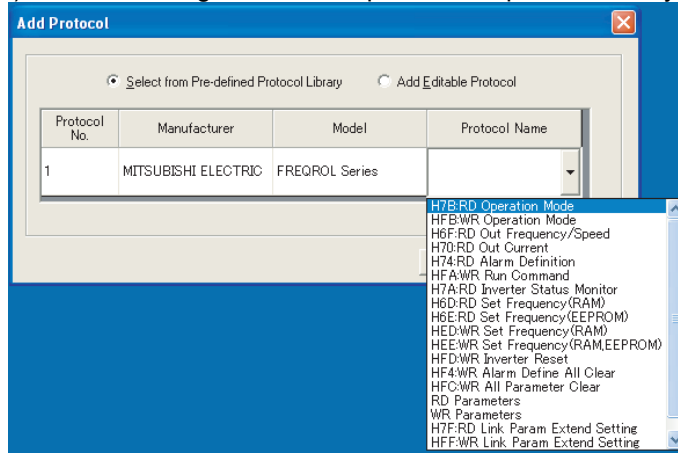 Add Protocol
Select from Pre-defined Protocol Library
Add Editable Protocol
Protocol No.
Manufacturer
Model
Protocol Name
1
MITSUBISHI ELECTRIC
FREQROL Series
H7B:RD Operation Mode
HFB:WR Operation Mode
H6F:RD Out Frequency/Speed
H70:RD Out Current
H74:RD Alarm Definition
HFA:WR Run Command
H7A:RD Inverter Status Monitor
H6D:RD Set Frequency(RAM)
H6E:RD Set Frequency(EEPROM)
HED:WR Set Frequency(RAM)
HEE:WR Set Frequency(RAM,EEPROM)
HFD:WR Inverter Reset
HF4:WR Alarm Define All Clear
HFC:WR All Parameter Clear
RD Parameters
WR Parameters
H7F:RD Link Param Extend Setting
HFF:WR Link Param Extend Setting